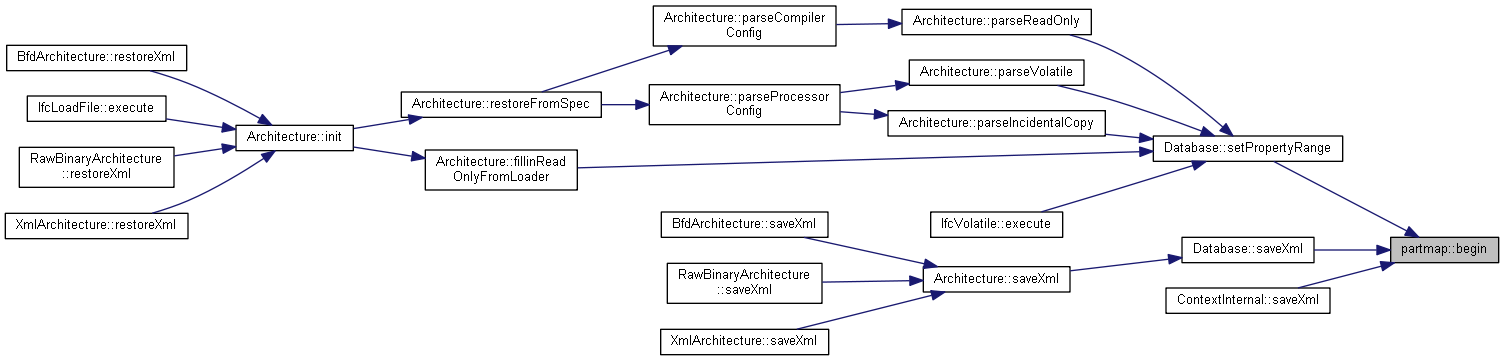 BfdArchitecture::restoreXml
IfcLoadFile::execute
RawBinaryArchitecture
::restoreXml
XmlArchitecture::restoreXml
Architecture::init
Architecture::restoreFromSpec
Architecture::fillinRead
OnlyFromLoader
Architecture::parseCompiler
Config
Architecture::parseProcessor
Config
BfdArchitecture::saveXml
RawBinaryArchitecture
::saveXml
XmlArchitecture::saveXml
Architecture::parseReadOnly
Architecture::parseVolatile
Architecture::parseIncidentalCopy
IfcVolatile::execute
Architecture::saveXml
Database::setPropertyRange
Database::saveXml
ContextInternal::saveXml
partmap::begin